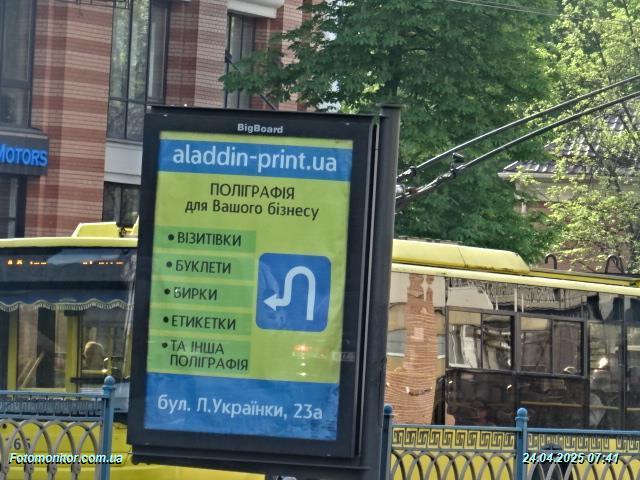 BigBoard
MOTORS
aladdin-print.ua
ПОЛІГРАФІЯ
для Вашого бізнесу
• ВІЗИТІВКИ
• БУКЛЕТИ
• БИРКИ
• ЕТИКЕТКИ
• ТА ІНША
ПОЛІГРАФІЯ
бул. Л.Українки, 23а
Fotomonitor.com.ua
24.04.2025 07:41